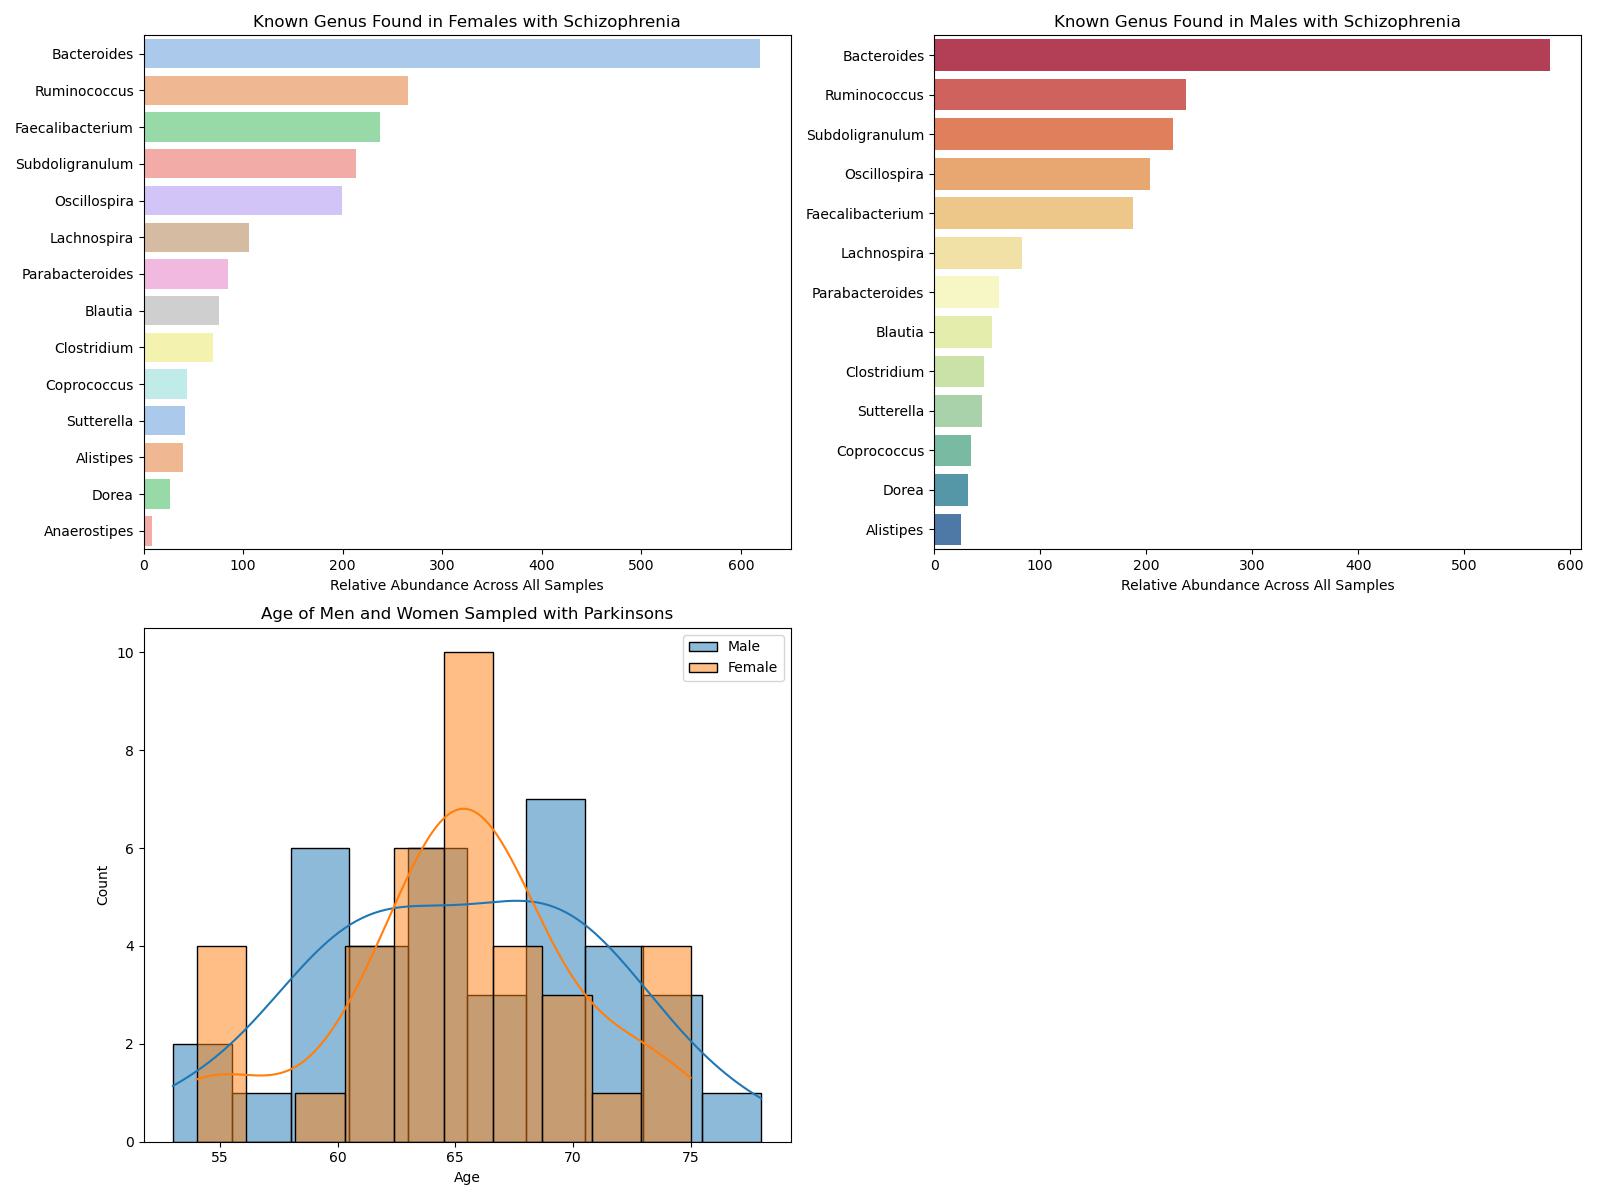 Known Genus Found in Females with Schizophrenia
Bacteroides
Ruminococcus
Faecalibacterium
Subdoligranulum
Oscillospira
Lachnospira
Parabacteroides
Blautia
Clostridium
Coprococcus
Sutterella
Alistipes
Dorea
Anaerostipes
0 100 200 300 400 500 600
Relative Abundance Across All Samples
Known Genus Found in Males with Schizophrenia
Bacteroides
Ruminococcus
Subdoligranulum
Oscillospira
Faecalibacterium
Lachnospira
Parabacteroides
Blautia
Clostridium
Sutterella
Coprococcus
Dorea
Alistipes
0 100 200 300 400 500 600
Relative Abundance Across All Samples
Age of Men and Women Sampled with Parkinsons
Male
Female
10
8
6
4
2
0
Count
55 60 65 70 75
Age